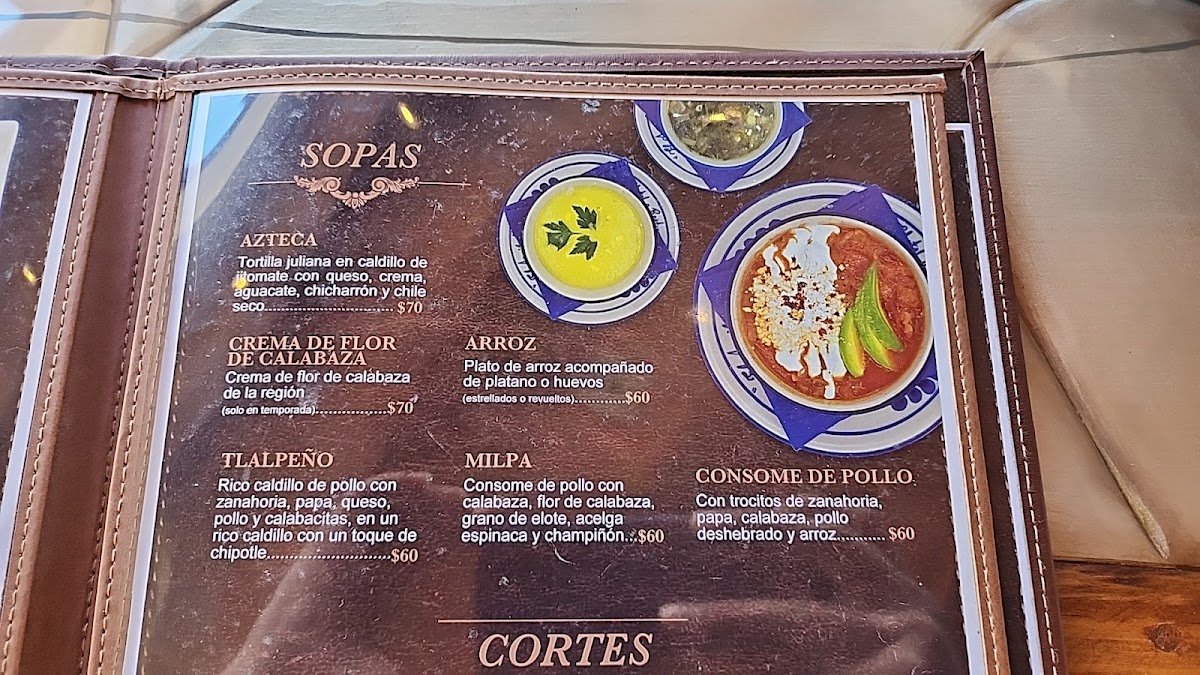 SOPAS
AZTECA
Tortilla juliana en caldillo de
jitomate con queso, crema,
aguacate, chicharrón y chile
seco............................. $70
CREMA DE FLOR
DE CALABAZA
Crema de flor de calabaza
de la región
(solo en temporada)................$70
ARROZ
Plato de arroz acompañado
de platano o huevos
(estrellados o revueltos)............$60
TLALPEÑO
Rico caldillo de pollo con
zanahoria, papa, queso,
pollo y calabacitas, en un
rico caldillo con un toque de
chipotle............................$60
MILPA
Consome de pollo con
calabaza, flor de calabaza,
grano de elote, acelga
espinaca y champiñón...$60
CONSOME DE POLLO
Con trocitos de zanahoria,
papa, calabaza, pollo
deshebrado y arroz........... $60
CORTES